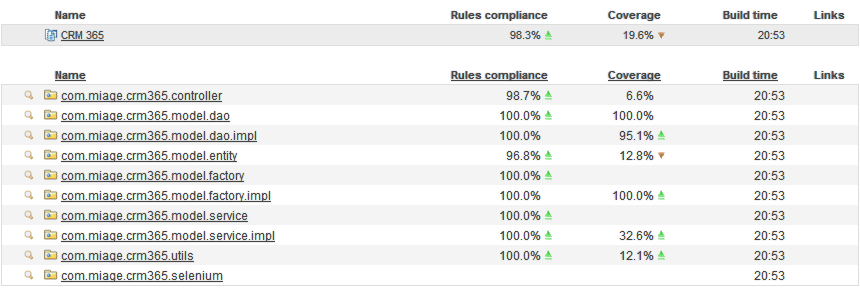 Name Rules compliance Coverage Build time Links
CRM 365 98.3% 19.6% 20:53
Name Rules compliance Coverage Build time Links
com.miage.crm365.controller 98.7% 6.6% 20:53
com.miage.crm365.model.dao 100.0% 100.0% 20:53
com.miage.crm365.model.dao.impl 100.0% 95.1% 20:53
com.miage.crm365.model.entity 96.8% 12.8% 20:53
com.miage.crm365.model.factory 100.0% 20:53
com.miage.crm365.model.factory.impl 100.0% 100.0% 20:53
com.miage.crm365.model.service 100.0% 20:53
com.miage.crm365.model.service.impl 100.0% 32.6% 20:53
com.miage.crm365.utils 100.0% 12.1% 20:53
com.miage.crm365.selenium 20:53